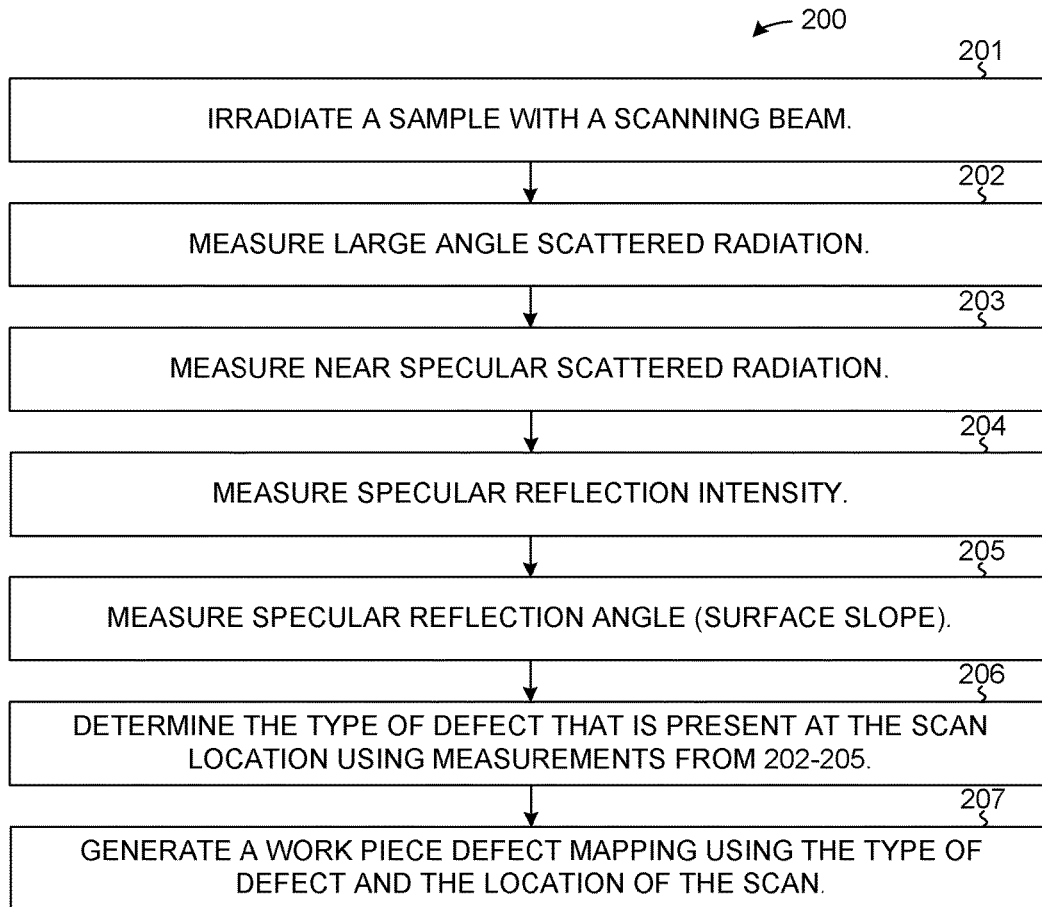 200
201
IRRADIATE A SAMPLE WITH A SCANNING BEAM.
202
MEASURE LARGE ANGLE SCATTERED RADIATION.
203
MEASURE NEAR SPECULAR SCATTERED RADIATION.
204
MEASURE SPECULAR REFLECTION INTENSITY.
205
MEASURE SPECULAR REFLECTION ANGLE (SURFACE SLOPE).
206
DETERMINE THE TYPE OF DEFECT THAT IS PRESENT AT THE SCAN
LOCATION USING MEASUREMENTS FROM 202-205.
207
GENERATE A WORK PIECE DEFECT MAPPING USING THE TYPE OF
DEFECT AND THE LOCATION OF THE SCAN.